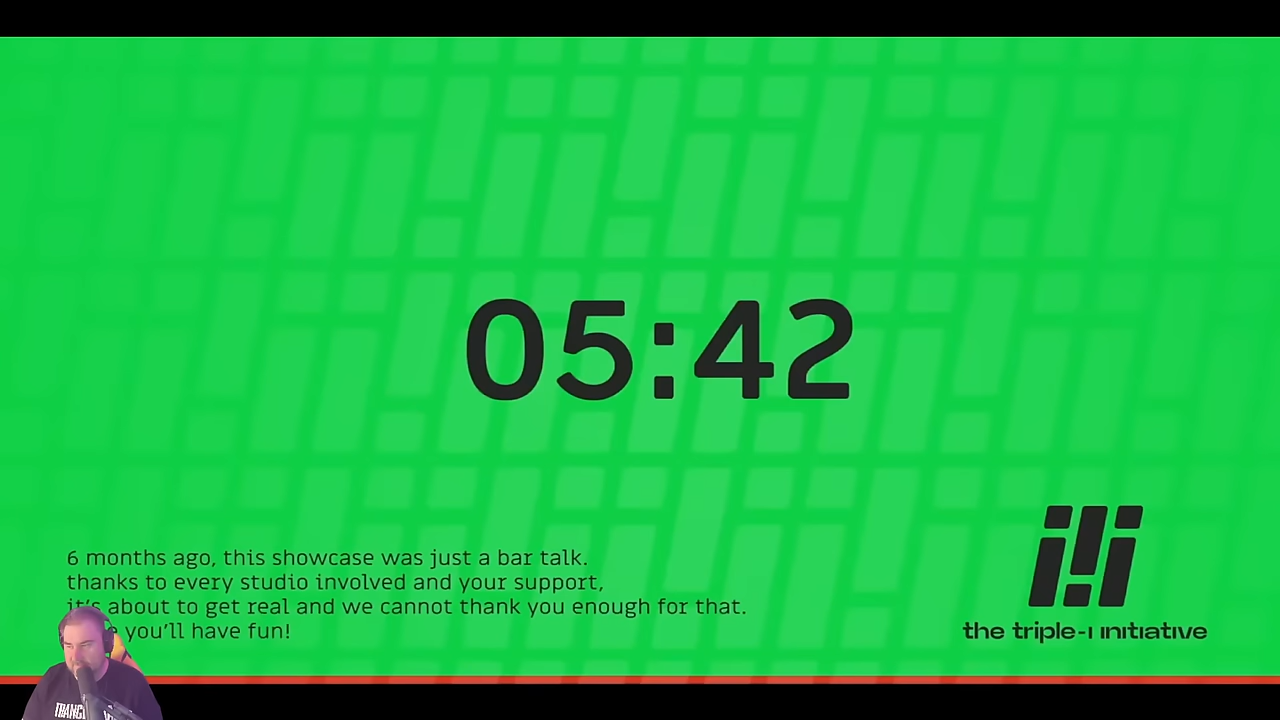 05:42
6 months ago, this showcase was just a bar talk.
thanks to every studio involved and your support,
it's about to get real and we cannot thank you enough for that.
you'll have fun!
the triple-i initiative